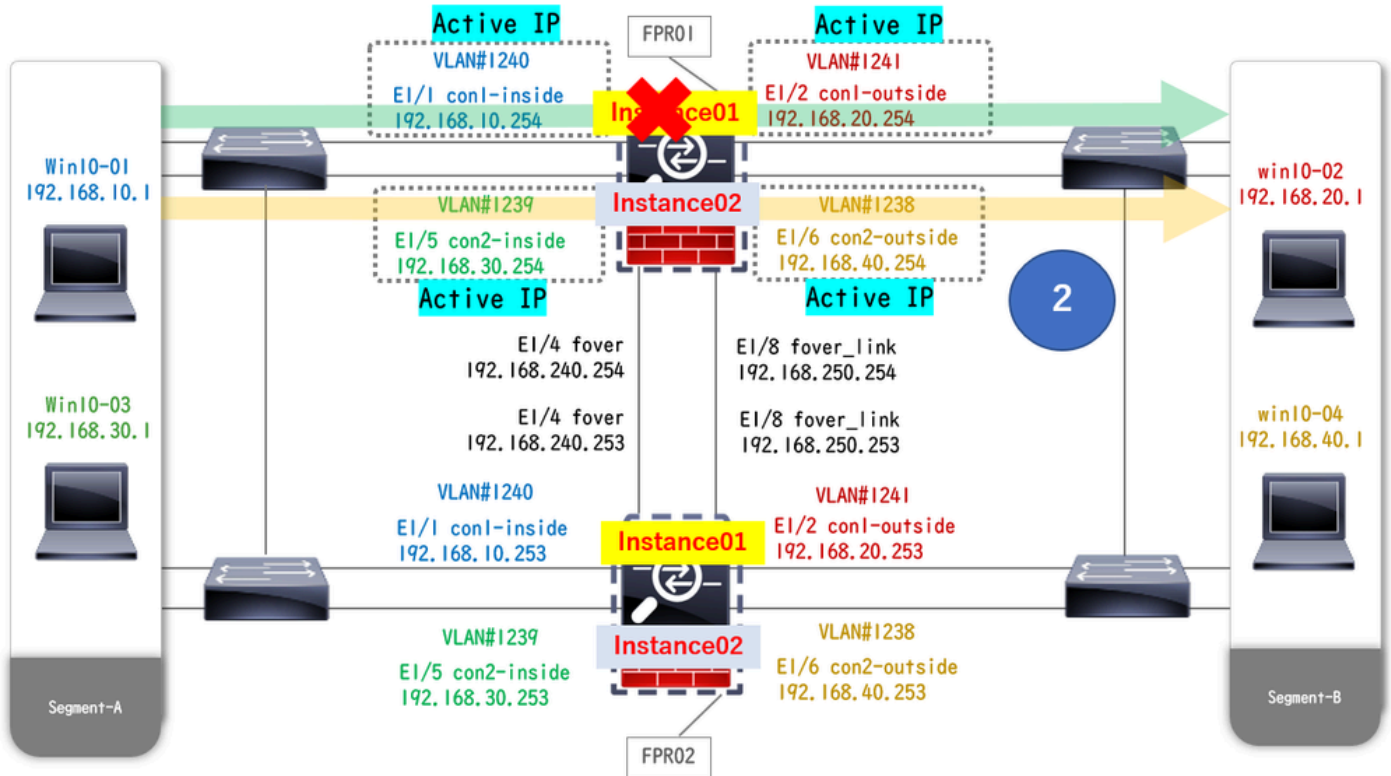 Active IP
FPR01
Active IP
VLAN#1240
VLAN#1241
E1/1 con1-inside
192.168.10.254
Instance01
E1/2 con1-outside
192.168.20.254
Win10-01
192.168.10.1
win10-02
192.168.20.1
VLAN#1239
Instance02
VLAN#1238
E1/5 con2-inside
192.168.30.254
E1/6 con2-outside
192.168.40.254
Active IP
Active IP
2
E1/4 fover
192.168.240.254
E1/8 fover_link
192.168.250.254
Win10-03
192.168.30.1
E1/4 fover
192.168.240.253
E1/8 fover_link
192.168.250.253
win10-04
192.168.40.1
VLAN#1240
VLAN#1241
E1/1 con1-inside
192.168.10.253
Instance01
E1/2 con1-outside
192.168.20.253
VLAN#1239
Instance02
VLAN#1238
E1/5 con2-inside
192.168.30.253
E1/6 con2-outside
192.168.40.253
Segment-A
Segment-B
FPR02